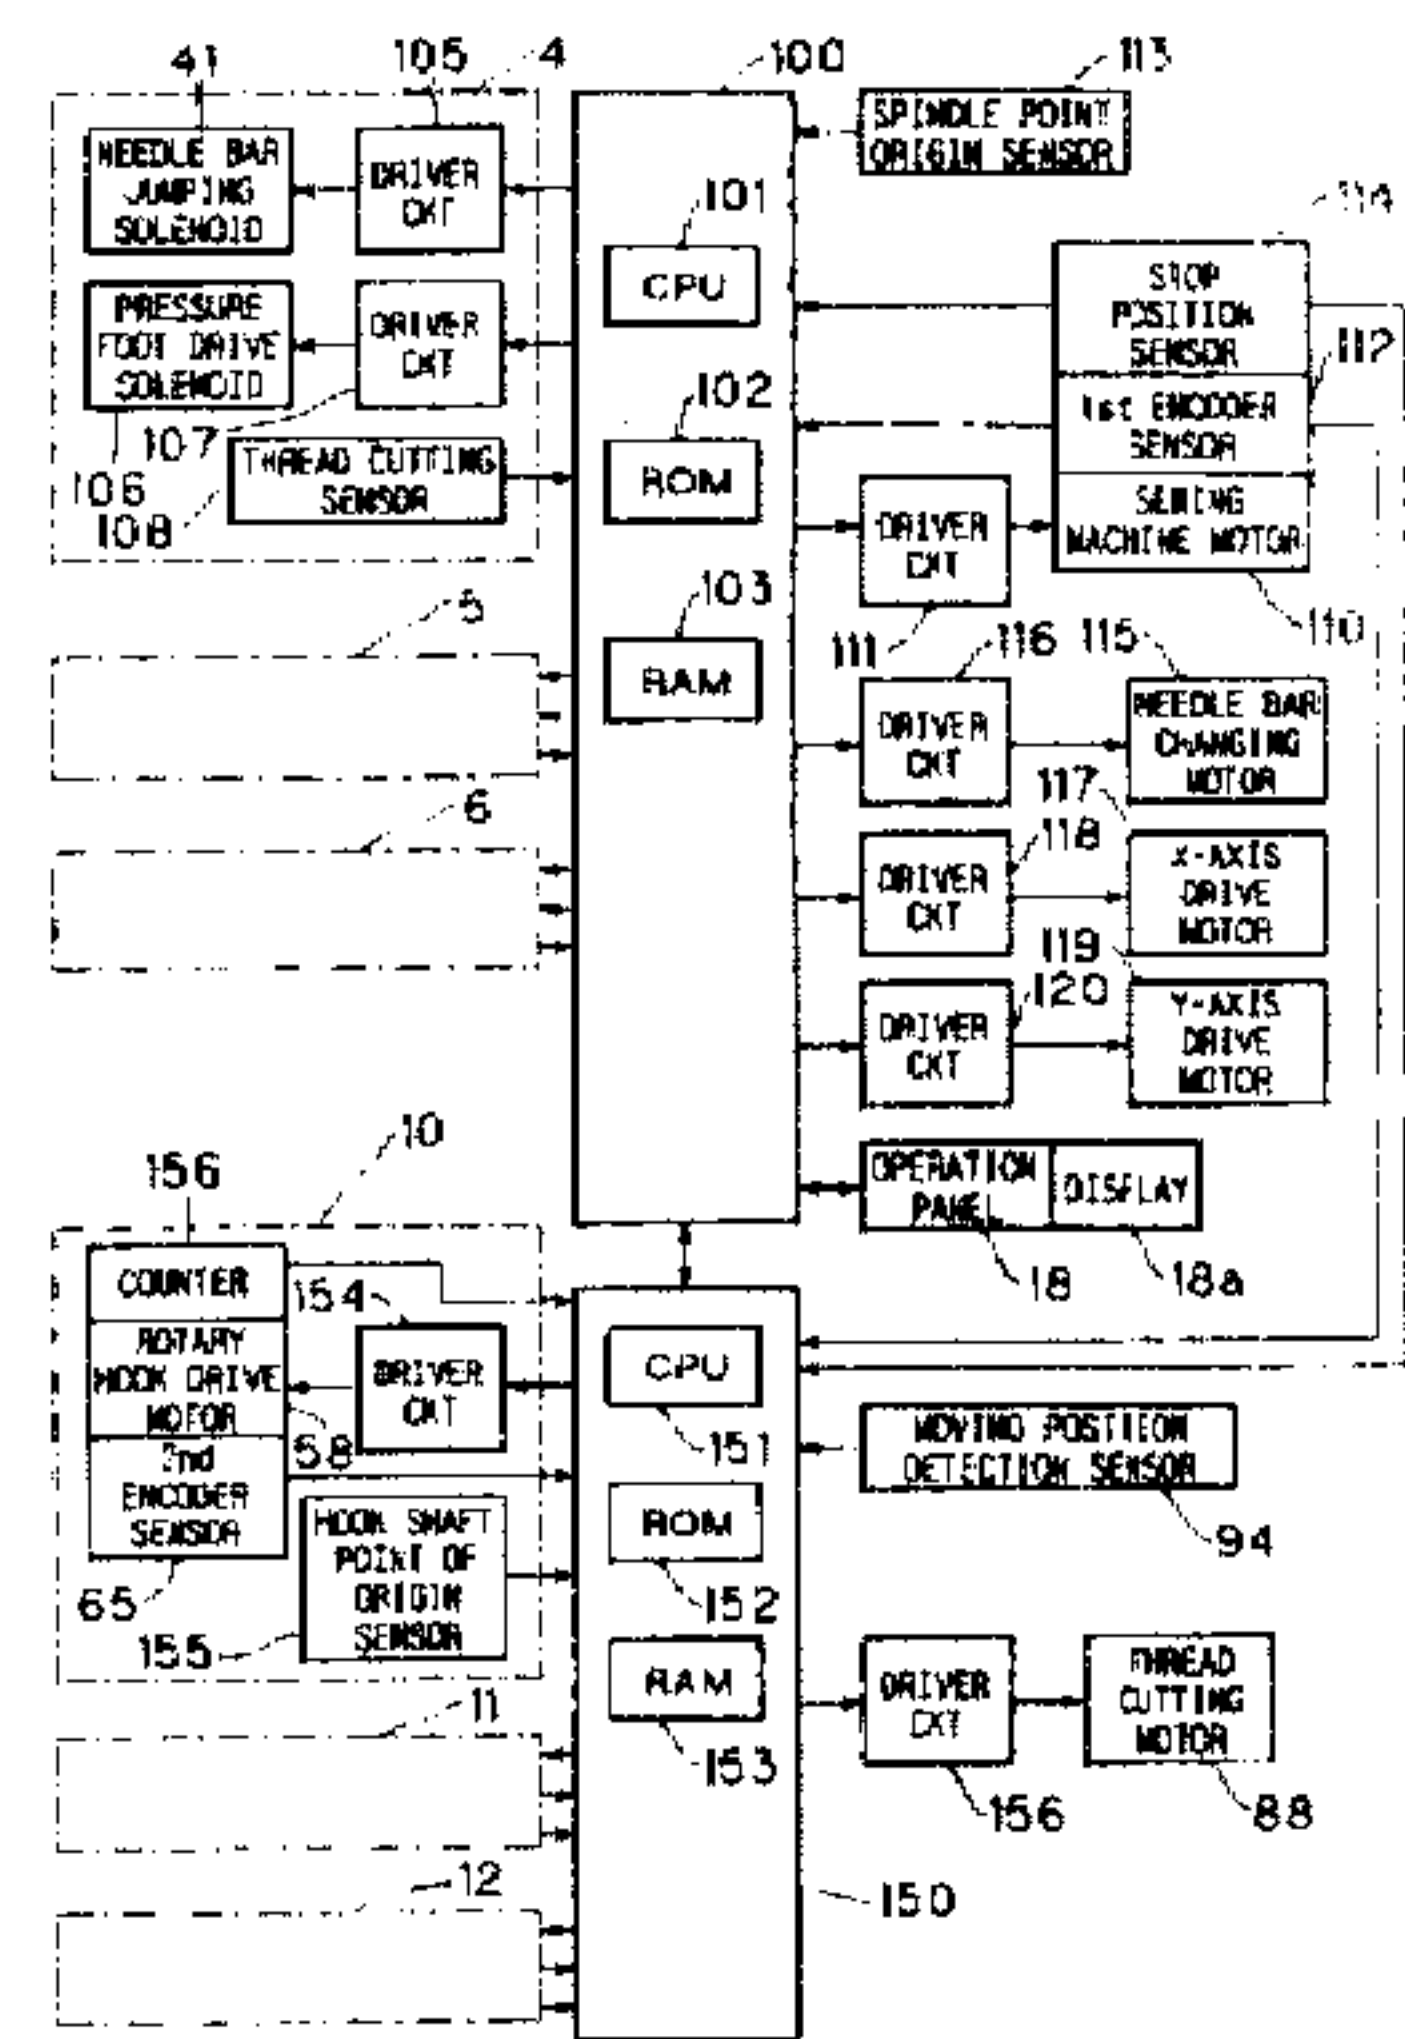 41
105
4
100
113
NEEDLE BAR
JUMPING
SOLENOID
DRIVER
CKT
SPINDLE POINT
ORIGIN SENSOR
101
CPU
114
STOP
POSITION
SENSOR
PRESSURE
FOOT DRIVE
SOLENOID
DRIVER
CKT
107
106
108
THREAD CUTTING
SENSOR
102
ROM
112
1st ENCODER
SENSOR
SEWING
MACHINE MOTOR
DRIVER
CKT
111
110
5
103
RAM
116
115
DRIVER
CKT
NEEDLE BAR
CHANGING
MOTOR
6
117
118
DRIVER
CKT
X-AXIS
DRIVE
MOTOR
119
120
DRIVER
CKT
Y-AXIS
DRIVE
MOTOR
10
156
OPERATION
PANEL
DISPLAY
18
18a
COUNTER
154
ROTARY
HOOK DRIVE
MOTOR
58
DRIVER
CKT
2nd
ENCODER
SENSOR
65
HOOK SHAFT
POINT OF
ORIGIN
SENSOR
155
CPU
151
MOVING POSITION
DETECTION SENSOR
94
ROM
152
RAM
153
DRIVER
CKT
156
THREAD
CUTTING
MOTOR
88
11
12
150